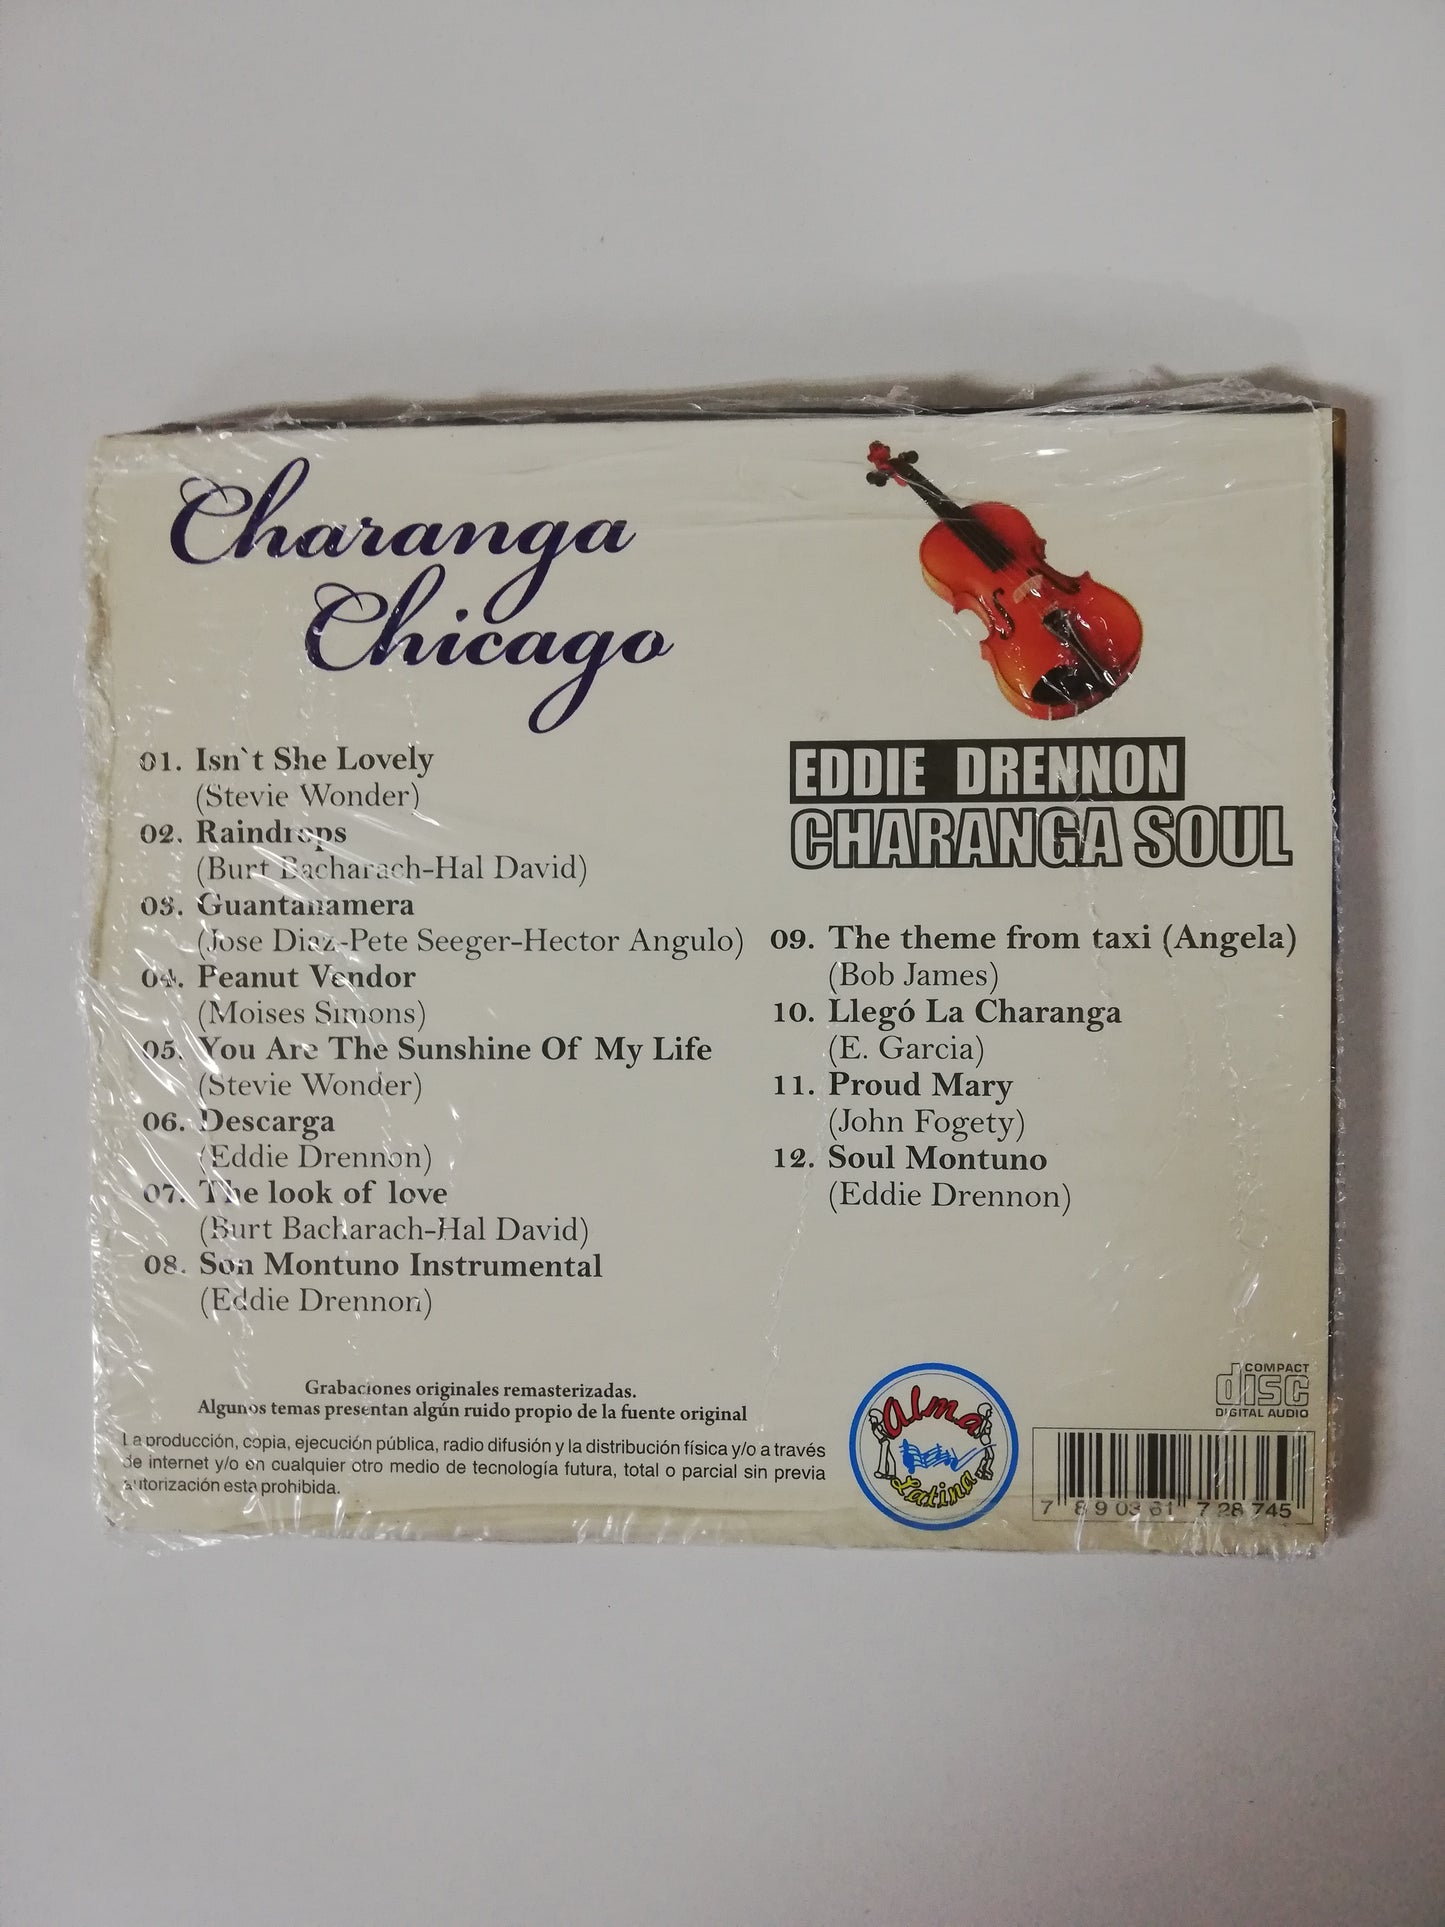 Charanga
Chicago
01. Isn`t She Lovely
(Stevie Wonder)
02. Raindrops
(Burt Bacharach-Hal David)
03. Guantanamera
(Jose Diaz-Pete Seeger-Hector Angulo)
04. Peanut Vendor
(Moises Simons)
05. You Are The Sunshine Of My Life
(Stevie Wonder)
06. Descarga
(Eddie Drennon)
07. The look of love
(Burt Bacharach-Hal David)
08. Son Montuno Instrumental
(Eddie Drennon)
EDDIE DRENNON
CHARANGA SOUL
09. The theme from taxi (Angela)
(Bob James)
10. Llegó La Charanga
(E. Garcia)
11. Proud Mary
(John Fogety)
12. Soul Montuno
(Eddie Drennon)
Grabaciones originales remasterizadas.
Algunos temas presentan algún ruido propio de la fuente original
La producción, copia, ejecución pública, radio difusión y la distribución física y/o a través
de internet y/o en cualquier otro medio de tecnología futura, total o parcial sin previa
autorización esta prohibida.
Alma
Latina
COMPACT
disc
DIGITAL AUDIO
7 890361 728745